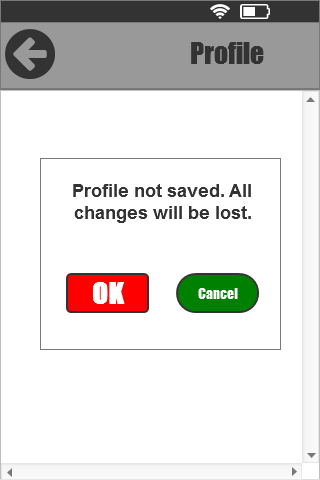 Profile
Profile not saved. All
changes will be lost.
OK
Cancel